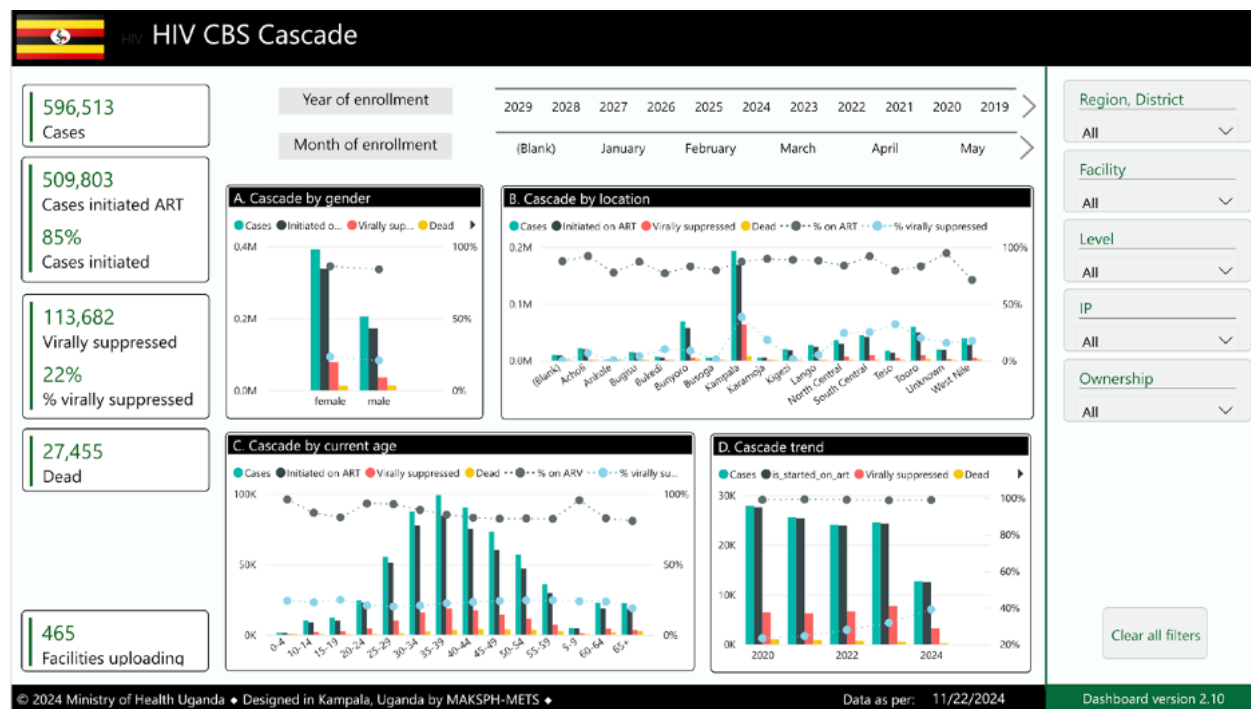 HIV HIV CBS Cascade
596,513
Cases
509,803
Cases initiated ART
85%
Cases initiated
113,682
Virally suppressed
22%
% virally suppressed
27,455
Dead
465
Facilities uploading
Year of enrollment
2029 2028 2027 2026 2025 2024 2023 2022 2021 2020 2019
Month of enrollment
(Blank) January February March April May
A. Cascade by gender
Cases Initiated o... Virally sup... Dead
0.4M
0.2M
0.0M
100%
50%
0%
female male
B. Cascade by location
Cases Initiated on ART Virally suppressed Dead % on ART % virally suppressed
0.2M
0.1M
0.0M
100%
50%
0%
(Blank) Acholi Ankole Bugisu Bukedi Bunyoro Busoga Kampala Karamoja Kigezi Lango North Central South Central Teso Tooro Unknown West Nile
C. Cascade by current age
Cases Initiated on ART Virally suppressed Dead % on ARV % virally su...
100K
50K
0K
100%
50%
0%
0-4 10-14 15-19 20-24 25-29 30-34 35-39 40-44 45-49 50-54 55-59 5-9 60-64 65+
D. Cascade trend
Cases is_started_on_art Virally suppressed Dead
30K
20K
10K
0K
100%
80%
60%
40%
20%
2020 2022 2024
Region, District
All
Facility
All
Level
All
IP
All
Ownership
All
Clear all filters
© 2024 Ministry of Health Uganda ◆ Designed in Kampala, Uganda by MAKSPH-METS ◆
Data as per: 11/22/2024
Dashboard version 2.10